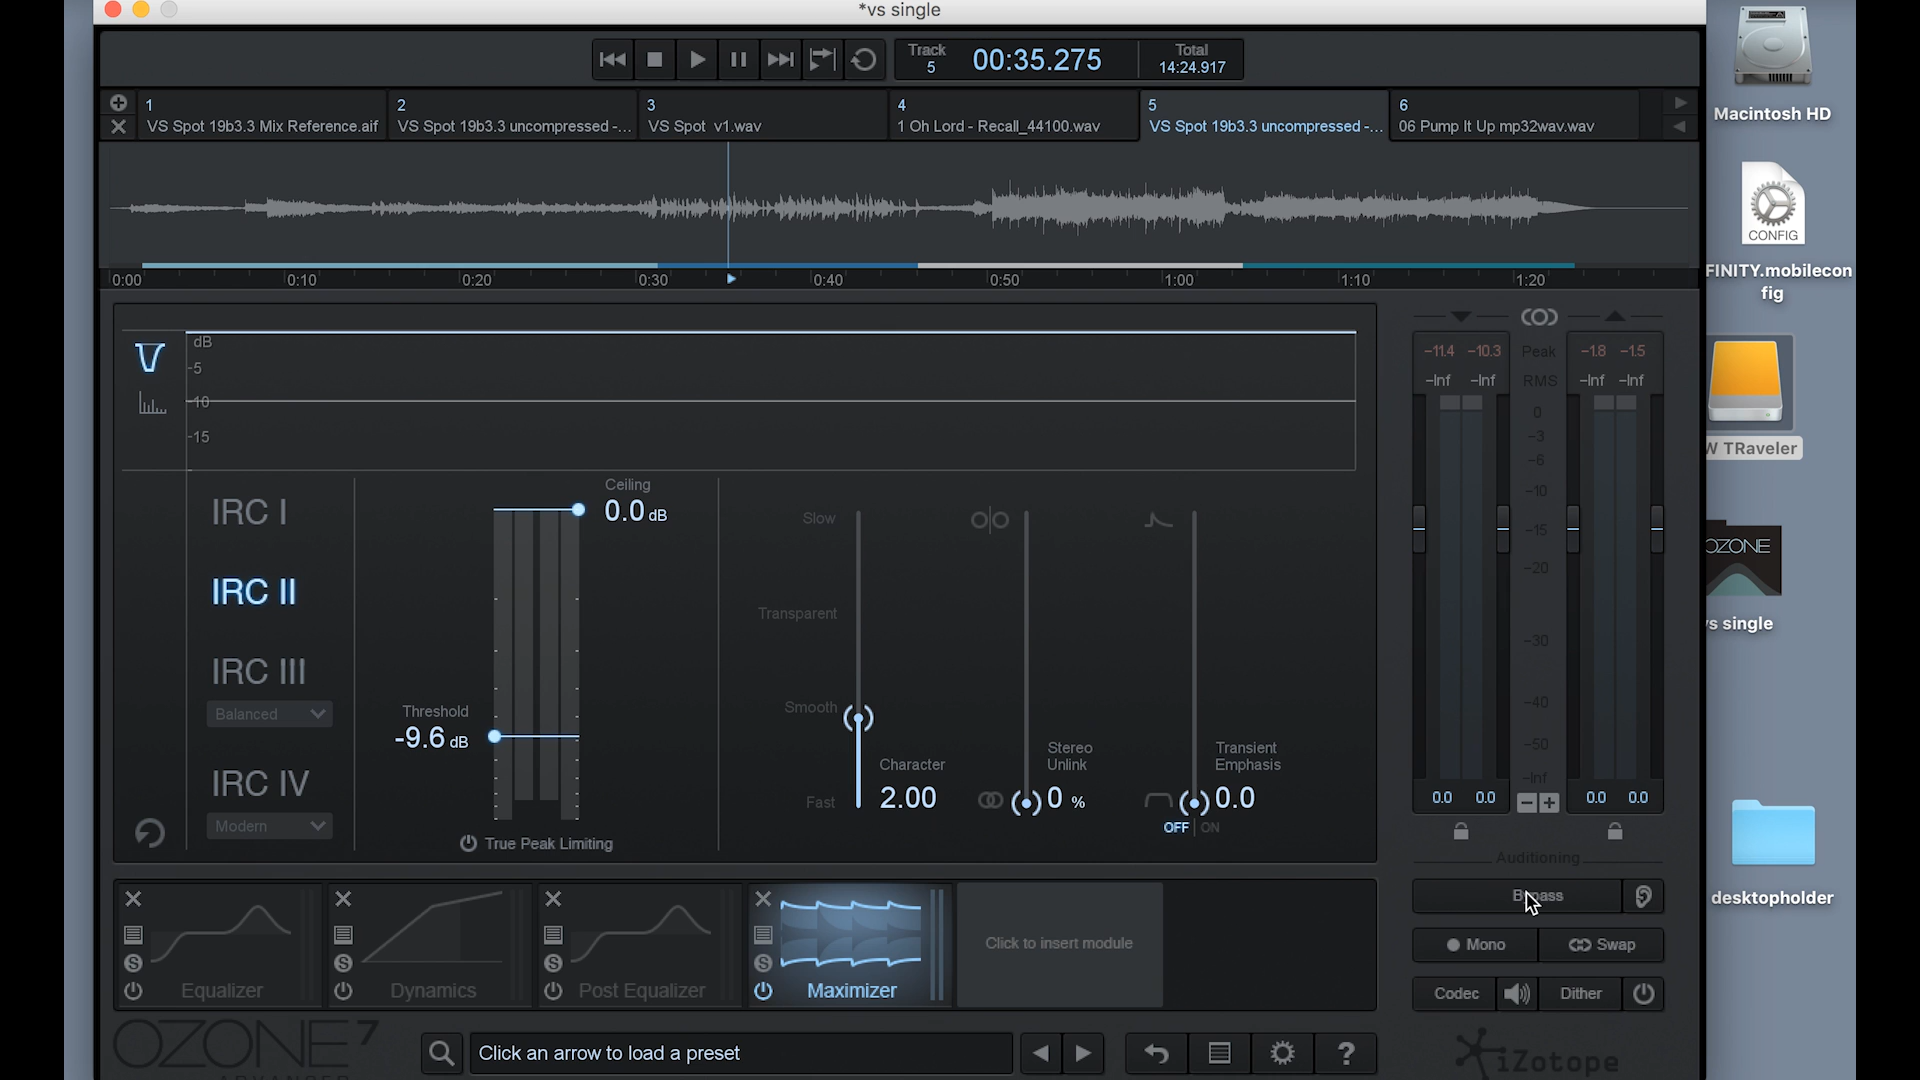 *vs single
Track
5
00:35.275
Total
14:24.917
1
VS Spot 19b3.3 Mix Reference.aif
2
VS Spot 19b3.3 uncompressed -...
3
VS Spot v1.wav
4
1 Oh Lord - Recall_44100.wav
5
VS Spot 19b3.3 uncompressed -...
6
06 Pump It Up mp32wav.wav
0:00
0:10
0:20
0:30
0:40
0:50
1:00
1:10
1:20
dB
-5
-10
-15
IRC I
IRC II
IRC III
Balanced
IRC IV
Modern
Ceiling
0.0 dB
Threshold
-9.6 dB
True Peak Limiting
Slow
Transparent
Smooth
Fast
Character
2.00
Stereo
Unlink
0 %
Transient
Emphasis
0.0
OFF ON
-11.4 -10.3 Peak -1.8 -1.5
-Inf -Inf RMS -Inf -Inf
0
-3
-6
-10
-15
-20
-30
-40
-50
-Inf
0.0 0.0
0.0 0.0
Auditioning
Bypass
Mono
Swap
Codec
Dither
S
Equalizer
S
Dynamics
S
Post Equalizer
S
Maximizer
Click to insert module
OZONE 7
Click an arrow to load a preset
?
iZotope
Macintosh HD
CONFIG
FINITY.mobilecon
fig
W TRaveler
OZONE
vs single
desktopholder